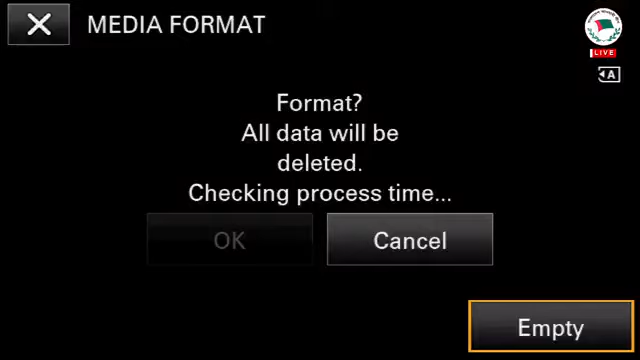 MEDIA FORMAT
LIVE
A
Format?
All data will be
deleted.
Checking process time...
OK
Cancel
Empty